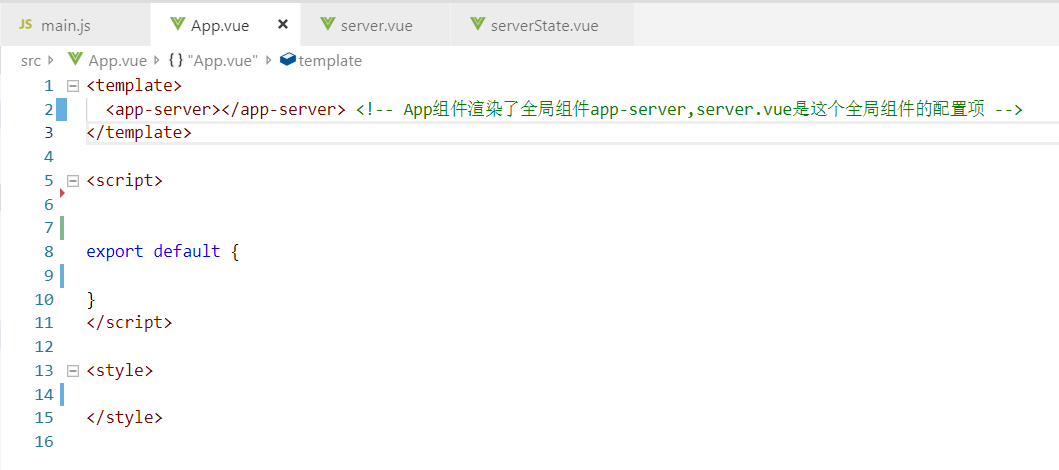 JS main.js App.vue × server.vue serverState.vue
src App.vue {} "App.vue" template
1 <template>
2 <app-server></app-server> <!-- App组件渲染了全局组件app-server,server.vue是这个全局组件的配置项 -->
3 </template>
4
5 <script>
6
7
8 export default {
9
10 }
11 </script>
12
13 <style>
14
15 </style>
16